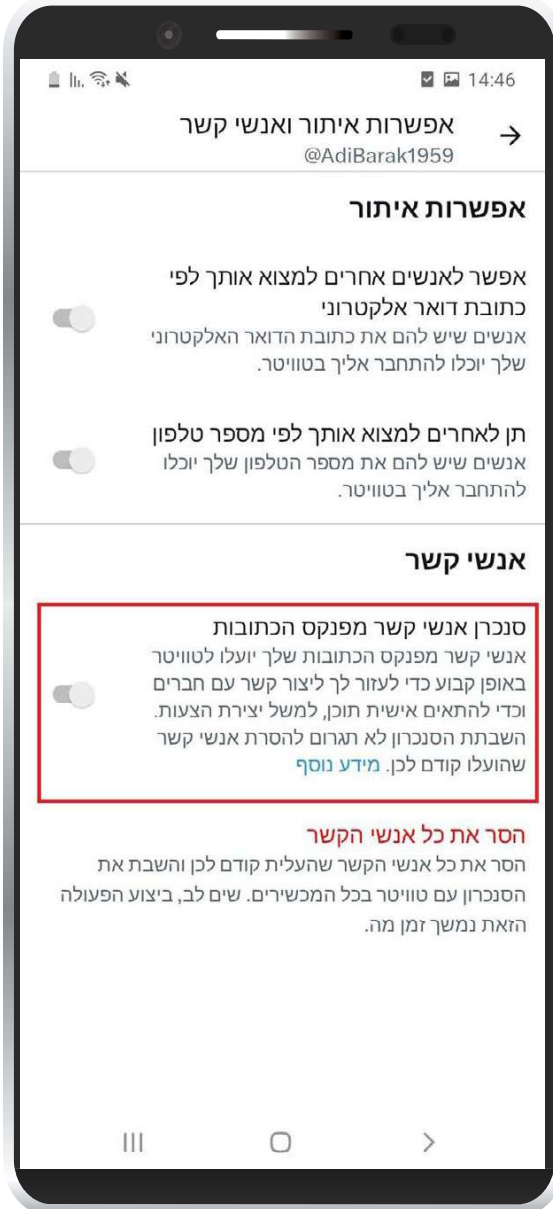 14:46
אפשרות איתור ואנשי קשר
@AdiBarak1959
אפשרות איתור
אפשר לאנשים אחרים למצוא אותך לפי
כתובת דואר אלקטרוני
אנשים שיש להם את כתובת הדואר האלקטרוני
שלך יוכלו להתחבר אליך בטוויטר.
תן לאחרים למצוא אותך לפי מספר טלפון
אנשים שיש להם את מספר הטלפון שלך יוכלו
להתחבר אליך בטוויטר.
אנשי קשר
סנכרן אנשי קשר מפנקס הכתובות
אנשי קשר מפנקס הכתובות שלך יועלו לטוויטר
באופן קבוע כדי לעזור לך ליצור קשר עם חברים
וכדי להתאים אישית תוכן, למשל יצירת הצעות.
השבתת הסנכרון לא תגרום להסרת אנשי קשר
שהועלו קודם לכן. מידע נוסף
הסר את כל אנשי הקשר
הסר את כל אנשי הקשר שהעלית קודם לכן והשבת את
הסנכרון עם טוויטר בכל המכשירים. שים לב, ביצוע הפעולה
הזאת נמשך זמן מה.